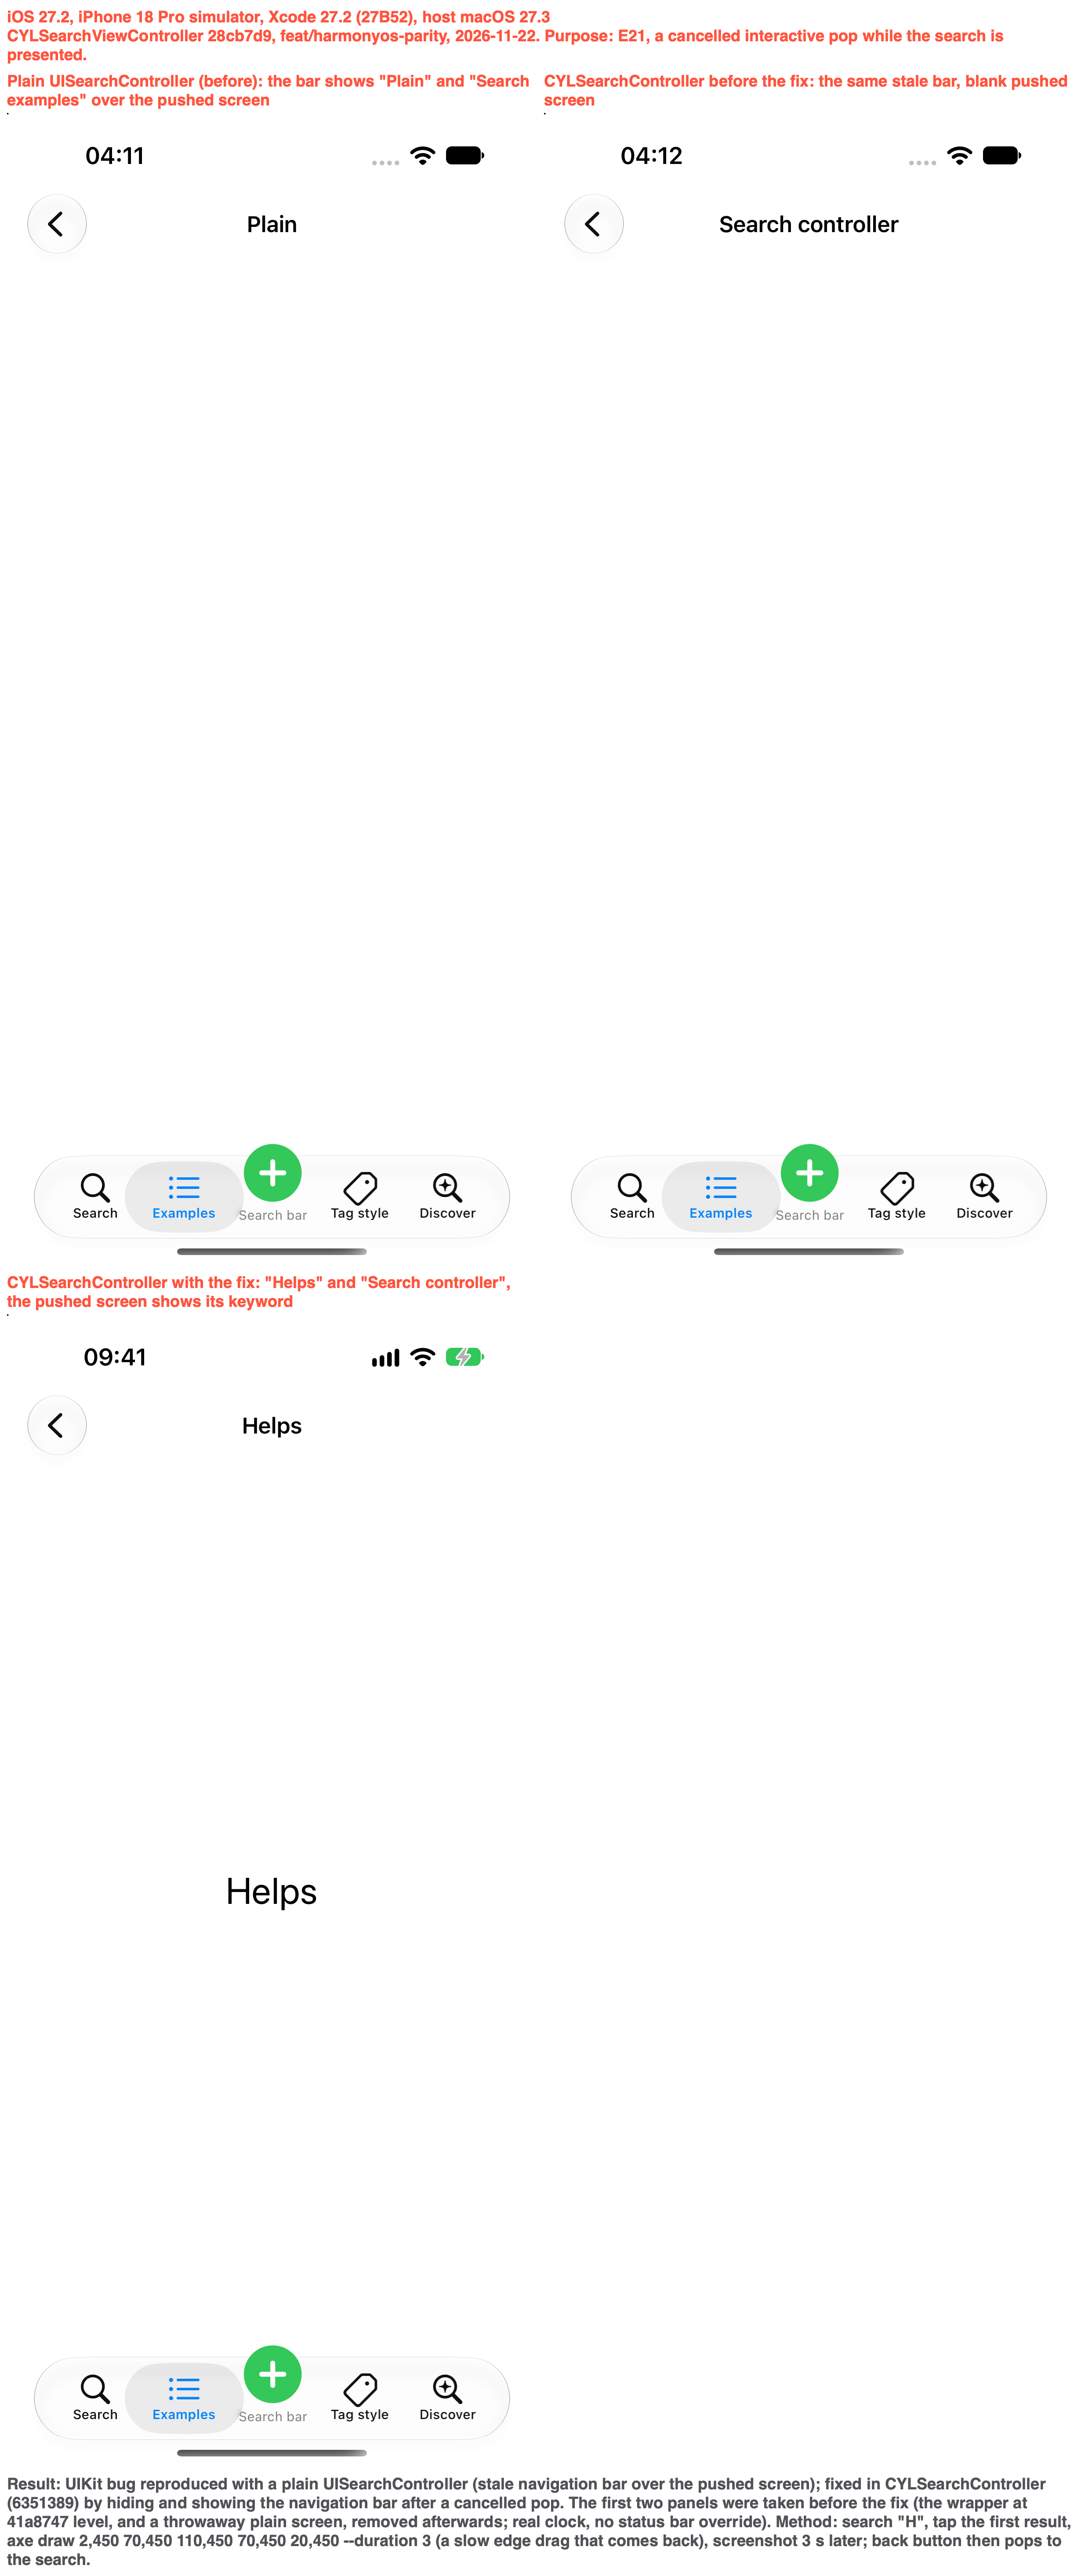 iOS 27.2, iPhone 18 Pro simulator, Xcode 27.2 (27B52), host macOS 27.3
CYLSearchViewController 28cb7d9, feat/harmonyos-parity, 2026-11-22. Purpose: E21, a cancelled interactive pop while the search is
presented.
Plain UISearchController (before): the bar shows "Plain" and "Search
examples" over the pushed screen
CYLSearchController before the fix: the same stale bar, blank pushed
screen
04:11
Plain
Search
Examples
Search bar
Tag style
Discover
04:12
Search controller
Search
Examples
Search bar
Tag style
Discover
CYLSearchController with the fix: "Helps" and "Search controller",
the pushed screen shows its keyword
09:41
Helps
Helps
Search
Examples
Search bar
Tag style
Discover
Result: UIKit bug reproduced with a plain UISearchController (stale navigation bar over the pushed screen); fixed in CYLSearchController
(6351389) by hiding and showing the navigation bar after a cancelled pop. The first two panels were taken before the fix (the wrapper at
41a8747 level, and a throwaway plain screen, removed afterwards; real clock, no status bar override). Method: search "H", tap the first result,
axe draw 2,450 70,450 110,450 70,450 20,450 --duration 3 (a slow edge drag that comes back), screenshot 3 s later; back button then pops to
the search.